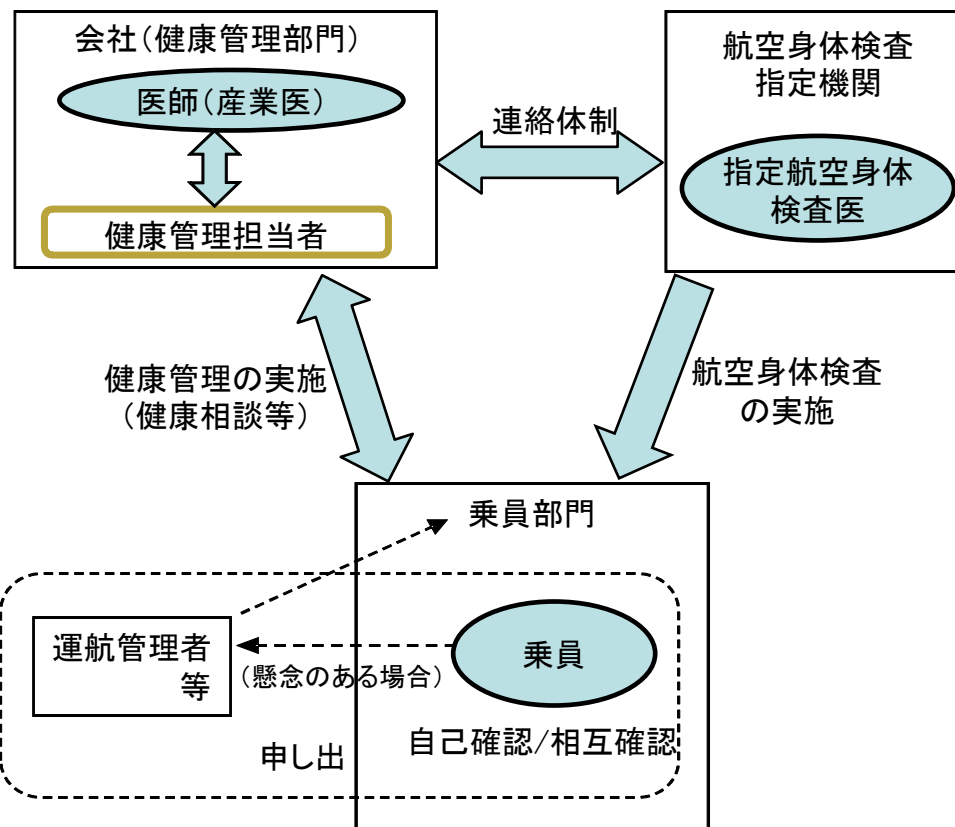 会社（健康管理部門）
医師（産業医）
健康管理担当者
連絡体制
航空身体検査
指定機関
指定航空身体
検査医
健康管理の実施
（健康相談等）
航空身体検査
の実施
乗員部門
運航管理者
等
（懸念のある場合）
乗員
自己確認/相互確認
申し出